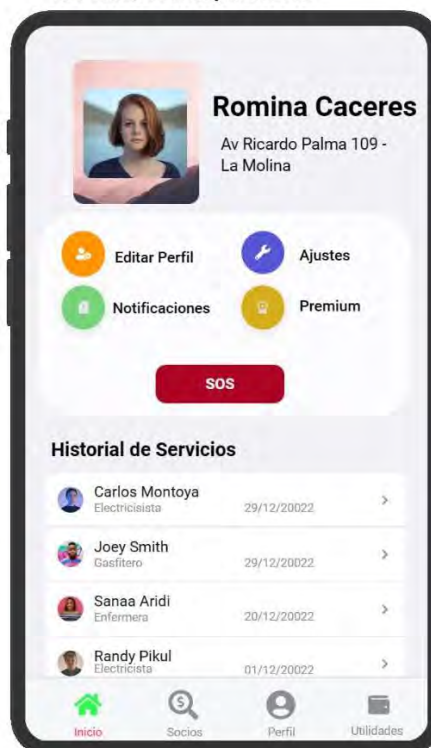 Romina Caceres
Av Ricardo Palma 109 -
La Molina
Editar Perfil
Ajustes
Notificaciones
Premium
SOS
Historial de Servicios
Carlos Montoya
Electricisista
29/12/20022
Joey Smith
Gasfitero
29/12/20022
Sanaa Aridi
Enfermera
20/12/20022
Randy Pikul
Electricista
01/12/20022
Inicio
Socios
Perfil
Utilidades